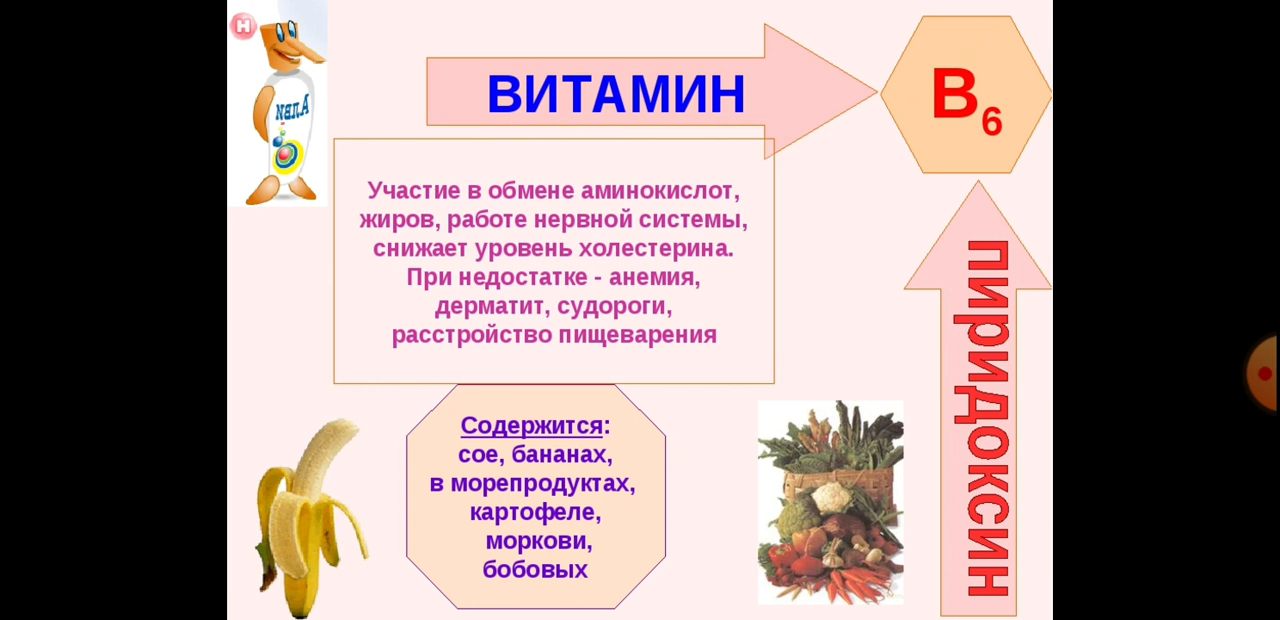 Н
ВИТАМИН
В6
Участие в обмене аминокислот,
жиров, работе нервной системы,
снижает уровень холестерина.
При недостатке - анемия,
дерматит, судороги,
расстройство пищеварения
пиридоксин
Содержится:
сое, бананах,
в морепродуктах,
картофеле,
моркови,
бобовых